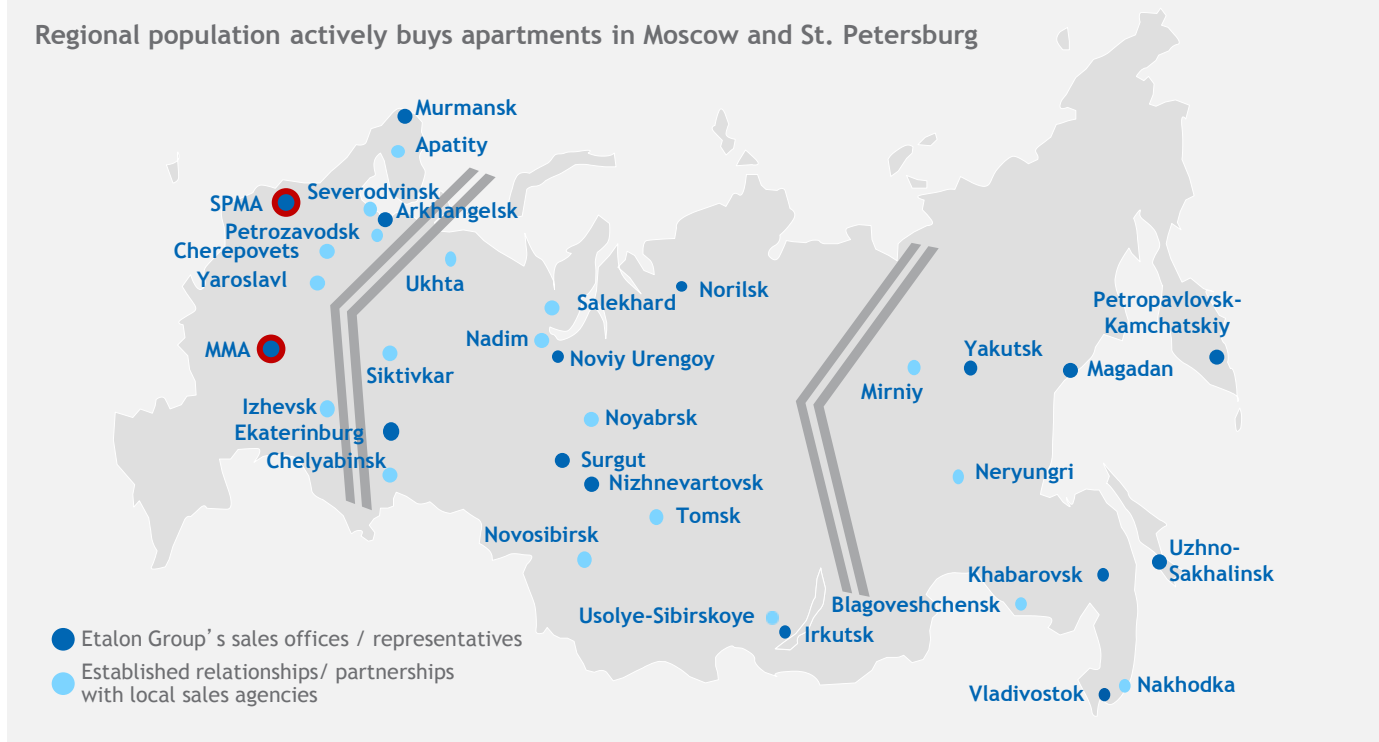 Regional population actively buys apartments in Moscow and St. Petersburg
Murmansk
Apatity
Severodvinsk
SPMA
Arkhangelsk
Petrozavodsk
Cherepovets
Yaroslavl
Ukhta
Norilsk
Salekhard
Petropavlovsk-
Kamchatskiy
Nadim
MMA
Yakutsk
Noviy Urengoy
Magadan
Siktivkar
Mirniy
Izhevsk
Noyabrsk
Ekaterinburg
Chelyabinsk
Surgut
Neryungri
Nizhnevartovsk
Tomsk
Novosibirsk
Uzhno-
Sakhalinsk
Khabarovsk
Blagoveshchensk
Usolye-Sibirskoye
Irkutsk
Etalon Group's sales offices / representatives
Established relationships/ partnerships
with local sales agencies
Nakhodka
Vladivostok